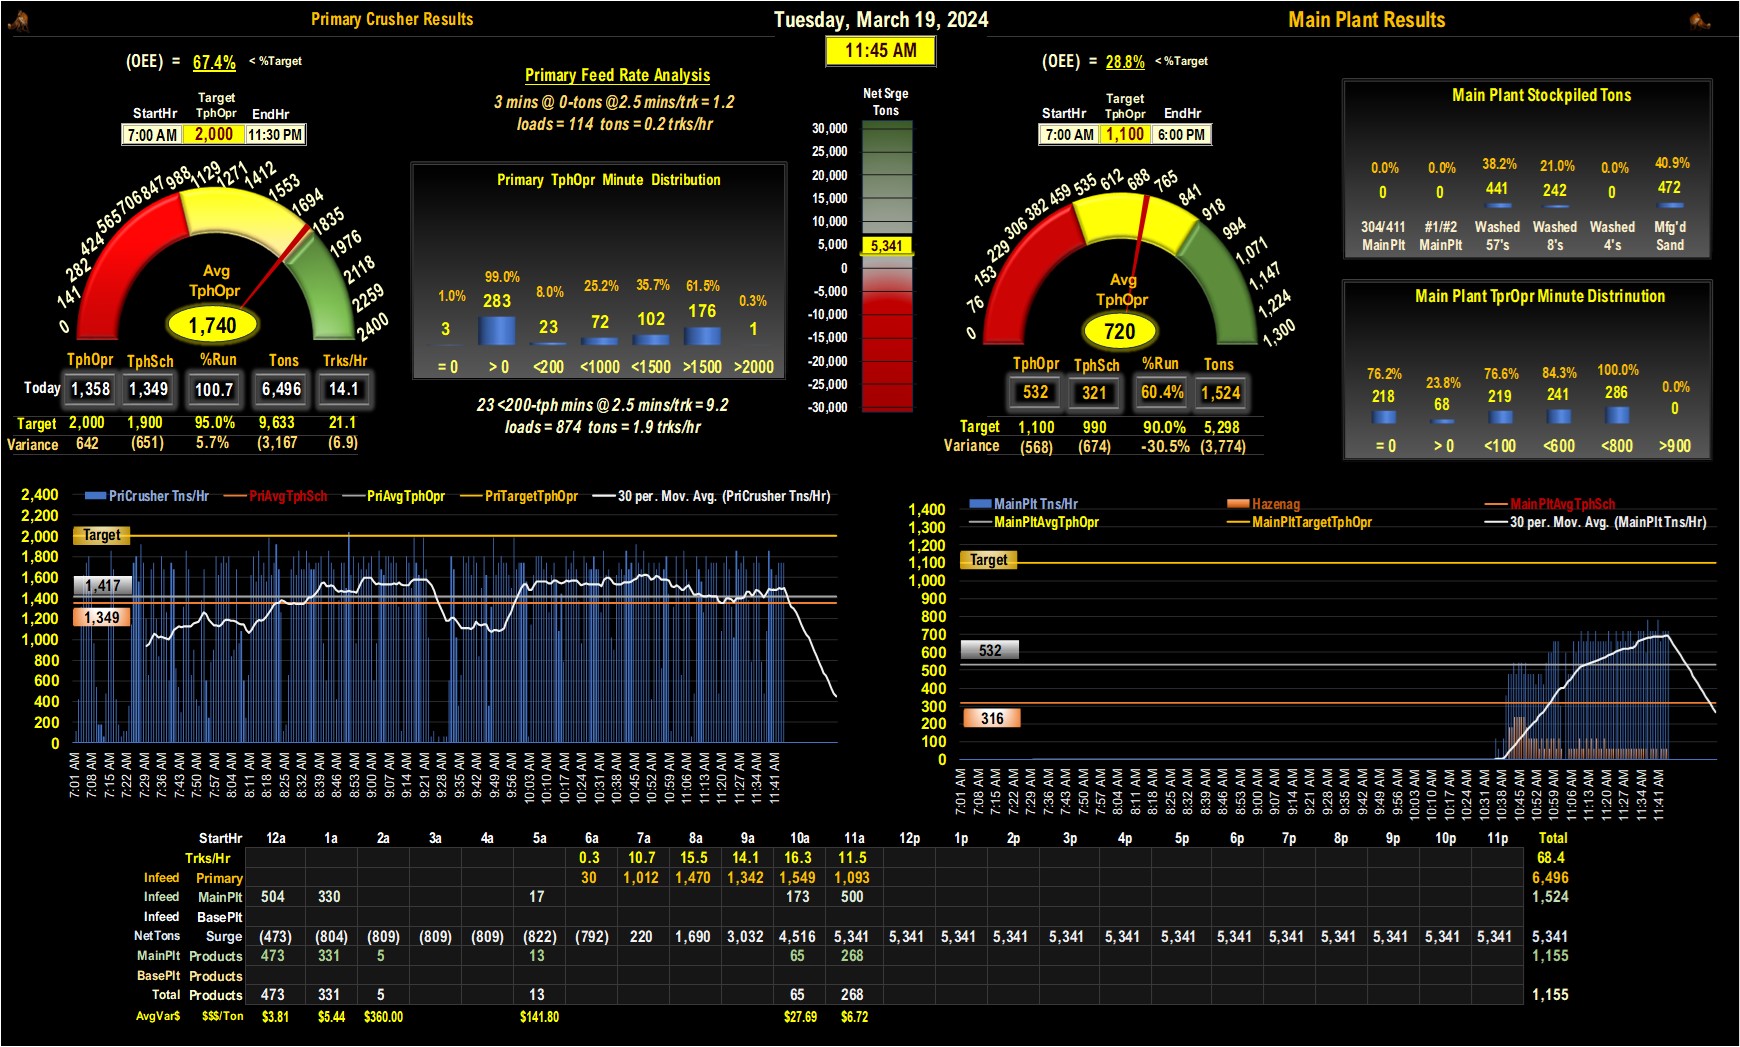 Primary Crusher Results
Tuesday, March 19, 2024
Main Plant Results
11:45 AM
(OEE) = 67.4% < %Target
Target
StartHr TphOpr EndHr
7:00 AM 2,000 11:30 PM
0 141 282 424 565 706 847 988 1129 1271 1412 1553 1694 1835 1976 2118 2259 2400
Avg
TphOpr
1,740
TphOpr TphSch %Run Tons Trks/Hr
Today 1,358 1,349 100.7 6,496 14.1
Target 2,000 1,900 95.0% 9,633 21.1
Variance 642 (651) 5.7% (3,167 (6.9)
Primary Feed Rate Analysis
3 mins @ 0-tons @2.5 mins/trk = 1.2
loads = 114 tons = 0.2 trks/hr
Primary TphOpr Minute Distribution
1.0% 99.0% 8.0% 25.2% 35.7% 61.5% 0.3%
3 283 23 72 102 176 1
= 0 > 0 <200 <1000 <1500 >1500 >2000
23 <200-tph mins @ 2.5 mins/trk = 9.2
loads = 874 tons = 1.9 trks/hr
Net Srge
Tons
30,000
25,000
20,000
15,000
10,000
5,000
5,341
0
-5,000
-10,000
-15,000
-20,000
-25,000
-30,000
(OEE) = 28.8% < %Target
Target
StartHr TphOpr EndHr
7:00 AM 1,100 6:00 PM
0 76 153 229 306 382 459 535 612 688 765 841 918 994 1,071 1,147 1,224 1,300
Avg
TphOpr
720
TphOpr TphSch %Run Tons
532 321 60.4% 1,524
Target 1,100 990 90.0% 5,298
Variance (568) (674) -30.5% (3,774)
Main Plant Stockpiled Tons
0.0% 0.0% 38.2% 21.0% 0.0% 40.9%
0 0 441 242 0 472
304/411 #1/#2 Washed Washed Washed Mfg'd
MainPlt MainPlt 57's 8's 4's Sand
Main Plant TprOpr Minute Distrinution
76.2% 23.8% 76.6% 84.3% 100.0% 0.0%
218 68 219 241 286 0
= 0 > 0 <100 <600 <800 >900
PriCrusher Tns/Hr PriAvgTphSch PriAvgTphOpr PriTargetTphOpr 30 per. Mov. Avg. (PriCrusher Tns/Hr)
2,400
2,200
2,000
1,800
1,600
1,400
1,200
1,000
800
600
400
200
0
Target
1,417
1,349
7:01 AM 7:08 AM 7:15 AM 7:22 AM 7:29 AM 7:36 AM 7:43 AM 7:50 AM 7:57 AM 8:04 AM 8:11 AM 8:18 AM 8:25 AM 8:32 AM 8:39 AM 8:46 AM 8:53 AM 9:00 AM 9:07 AM 9:14 AM 9:21 AM 9:28 AM 9:35 AM 9:42 AM 9:49 AM 9:56 AM 10:03 AM 10:10 AM 10:17 AM 10:24 AM 10:31 AM 10:38 AM 10:45 AM 10:52 AM 10:59 AM 11:06 AM 11:13 AM 11:20 AM 11:27 AM 11:34 AM 11:41 AM
MainPlt Tns/Hr Hazenag MainPltAvgTphSch
MainPltAvgTphOpr MainPltTargetTphOpr 30 per. Mov. Avg. (MainPlt Tns/Hr)
1,400
1,300
1,200
1,100
1,000
900
800
700
600
500
400
300
200
100
0
Target
532
316
7:01 AM 7:08 AM 7:15 AM 7:22 AM 7:29 AM 7:36 AM 7:43 AM 7:50 AM 7:57 AM 8:04 AM 8:11 AM 8:18 AM 8:25 AM 8:32 AM 8:39 AM 8:46 AM 8:53 AM 9:00 AM 9:07 AM 9:14 AM 9:21 AM 9:28 AM 9:35 AM 9:42 AM 9:49 AM 9:56 AM 10:03 AM 10:10 AM 10:17 AM 10:24 AM 10:31 AM 10:38 AM 10:45 AM 10:52 AM 10:59 AM 11:06 AM 11:13 AM 11:20 AM 11:27 AM 11:34 AM 11:41 AM
StartHr 12a 1a 2a 3a 4a 5a 6a 7a 8a 9a 10a 11a 12p 1p 2p 3p 4p 5p 6p 7p 8p 9p 10p 11p Total
Trks/Hr 0.3 10.7 15.5 14.1 16.3 11.5 68.4
Infeed Primary 30 1,012 1,470 1,342 1,549 1,093 6,496
Infeed MainPlt 504 330 17 173 500 1,524
Infeed BasePlt
NetTons Surge (473) (804) (809) (809) (809) (822) (792) 220 1,690 3,032 4,516 5,341 5,341 5,341 5,341 5,341 5,341 5,341 5,341 5,341 5,341 5,341 5,341 5,341 5,341
MainPlt Products 473 331 5 13 65 268 1,155
BasePlt Products
Total Products 473 331 5 13 65 268 1,155
AvgVar$ $$$/Ton $3.81 $5.44 $360.00 $141.80 $27.69 $6.72